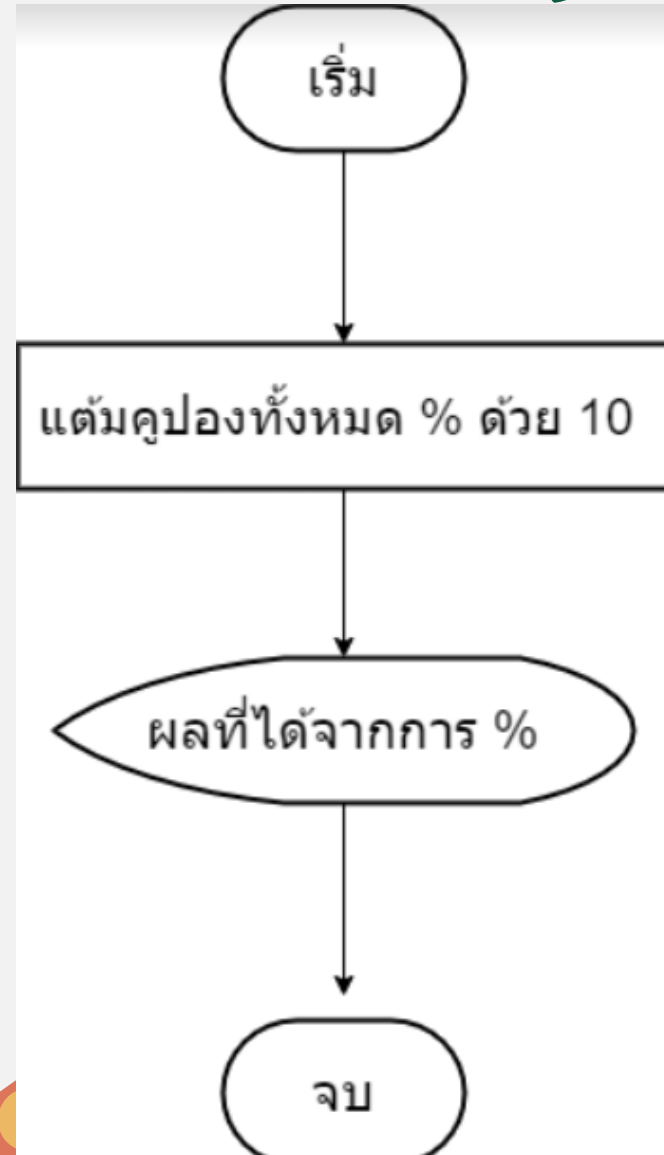 เริ่ม
แต้มคูปองทั้งหมด % ด้วย 10
ผลที่ได้จากการ %
จบ